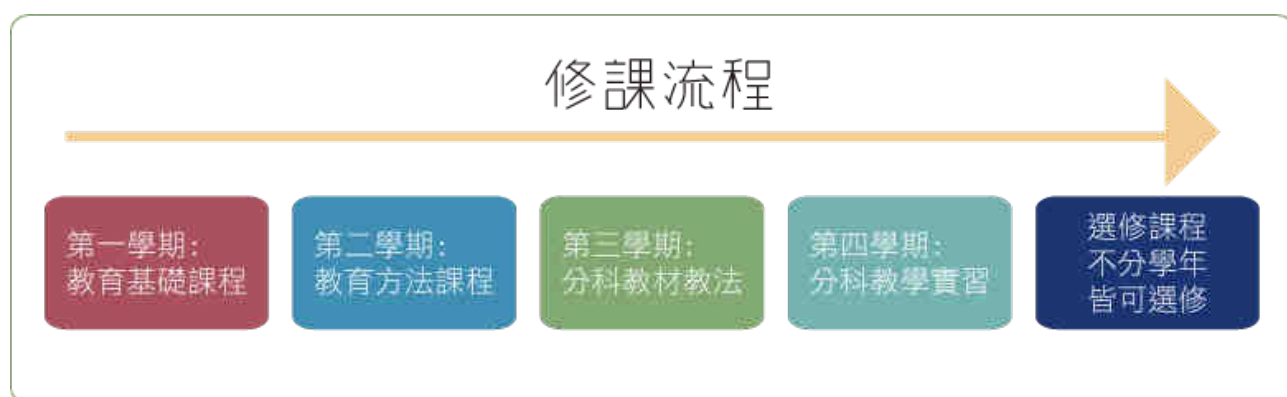 修課流程
第一學期:
教育基礎課程
第二學期:
教育方法課程
第三學期:
分科教材教法
第四學期:
分科教學實習
選修課程
不分學年
皆可選修